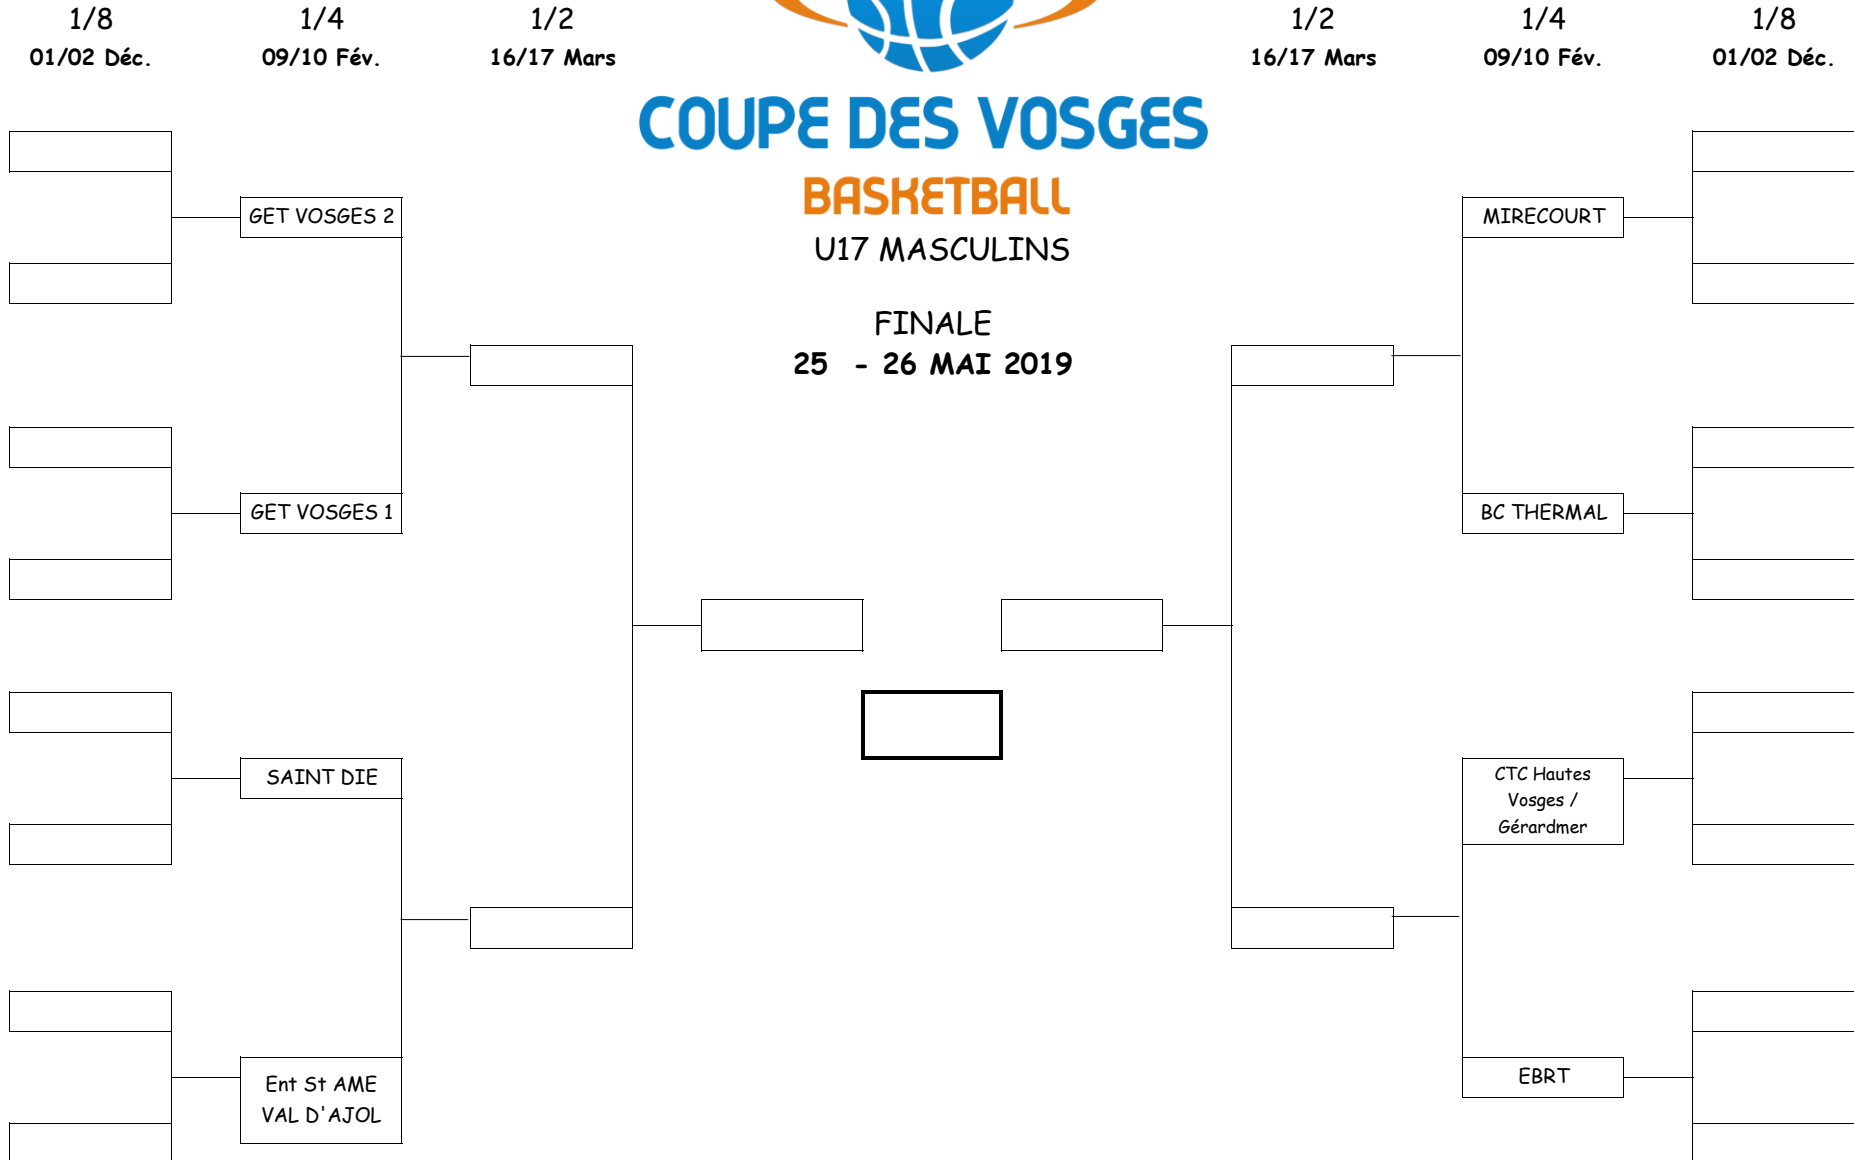 1/8
1/4
1/2
1/2
1/4
1/8
01/02 Déc.
09/10 Fév.
16/17 Mars
16/17 Mars
09/10 Fév.
01/02 Déc.
COUPE DES VOSGES
BASKETBALL
U17 MASCULINS
FINALE
25 - 26 MAI 2019
GET VOSGES 2
MIRECOURT
GET VOSGES 1
BC THERMAL
SAINT DIE
CTC Hautes
Vosges /
Gérardmer
Ent St AME
VAL D'AJOL
EBRT